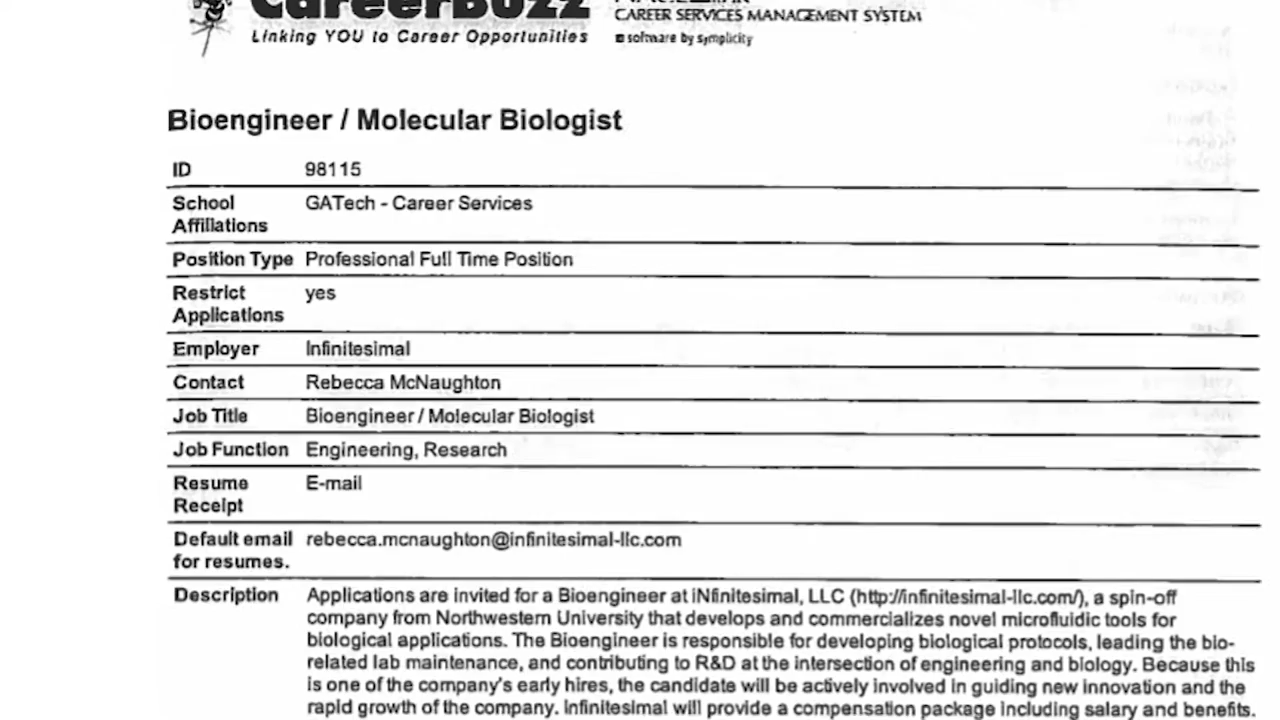 CareerBuzz
Linking YOU to Career Opportunities
CAREER SERVICES MANAGEMENT SYSTEM
software by symplicity
Bioengineer / Molecular Biologist
ID 98115
School Affiliations GATech - Career Services
Position Type Professional Full Time Position
Restrict Applications yes
Employer Infinitesimal
Contact Rebecca McNaughton
Job Title Bioengineer / Molecular Biologist
Job Function Engineering, Research
Resume Receipt E-mail
Default email for resumes. rebecca.mcnaughton@infinitesimal-llc.com
Description Applications are invited for a Bioengineer at iNfinitesimal, LLC (http://infinitesimal-llc.com/), a spin-off
company from Northwestern University that develops and commercializes novel microfluidic tools for
biological applications. The Bioengineer is responsible for developing biological protocols, leading the bio-
related lab maintenance, and contributing to R&D at the intersection of engineering and biology. Because this
is one of the company's early hires, the candidate will be actively involved in guiding new innovation and the
rapid growth of the company. Infinitesimal will provide a compensation package including salary and benefits.